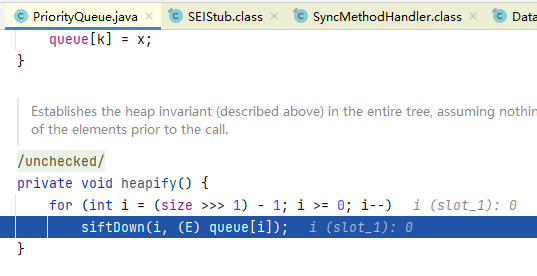 PriorityQueue.java × SEIStub.class × SyncMethodHandler.class × Data
queue[k] = x;
}
Establishes the heap invariant (described above) in the entire tree, assuming nothin
of the elements prior to the call.
/unchecked/
private void heapify() {
for (int i = (size >>> 1) - 1; i >= 0; i--) i (slot_1): 0
siftDown(i, (E) queue[i]); i (slot_1): 0
}